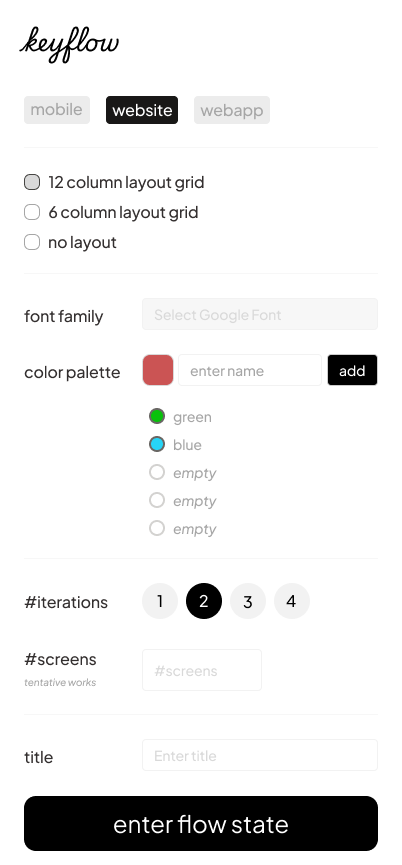 keyflow
mobile website webapp
12 column layout grid
6 column layout grid
no layout
font family Select Google Font
color palette enter name add
green
blue
empty
empty
empty
#iterations 1 2 3 4
#screens #screens
tentative works
title Enter title
enter flow state